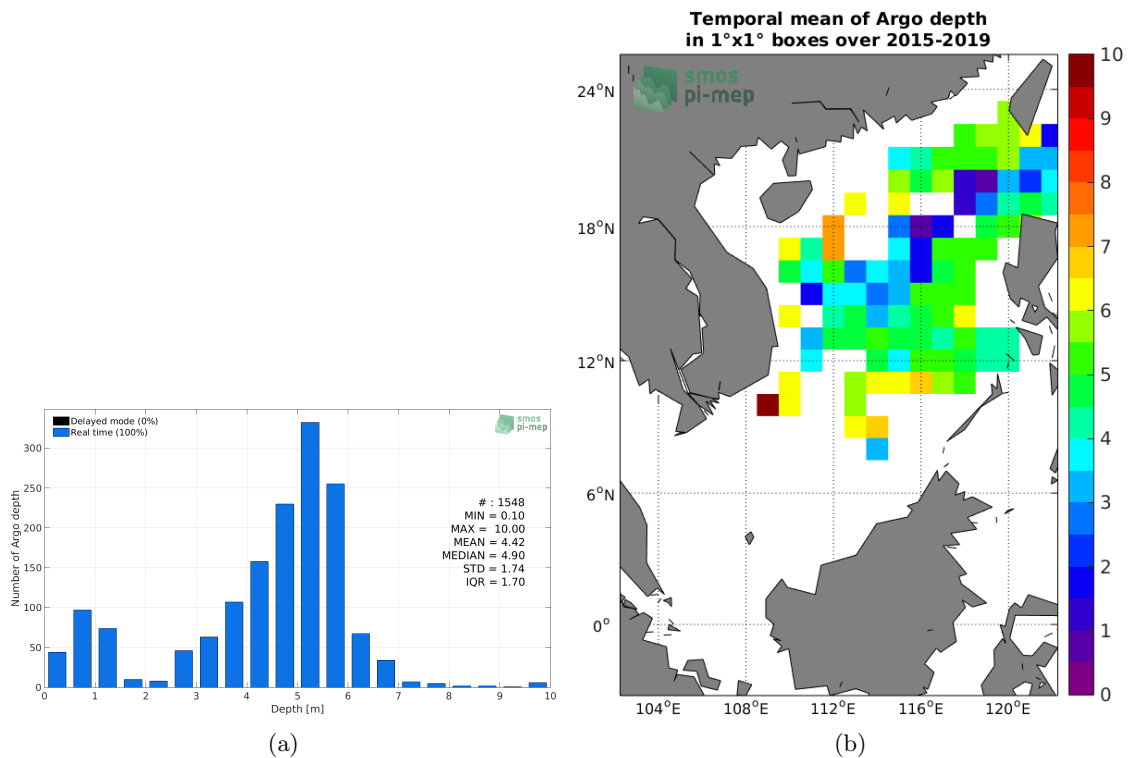 Delayed mode (0%)
Real time (100%)
smos
pi-mep
# : 1548
MIN = 0.10
MAX = 10.00
MEAN = 4.42
MEDIAN = 4.90
STD = 1.74
IQR = 1.70
Number of Argo depth
300
250
200
150
100
50
0
0 1 2 3 4 5 6 7 8 9 10
Depth [m]
(a)
Temporal mean of Argo depth
in 1°x1° boxes over 2015-2019
smos
pi-mep
24°N
18°N
12°N
6°N
0°
104°E 108°E 112°E 116°E 120°E
10
9
8
7
6
5
4
3
2
1
0
(b)